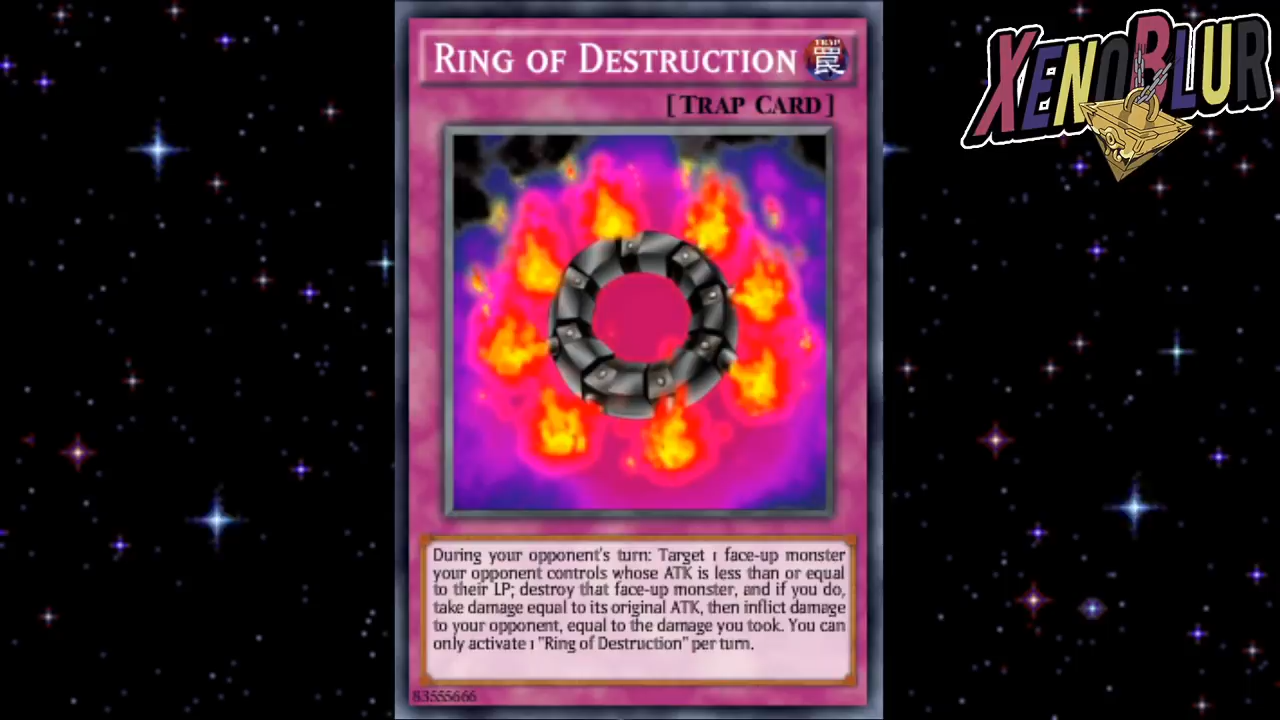 RING OF DESTRUCTION
TRAP
罠
[TRAP CARD]
XENOBLUR
During your opponent's turn: Target 1 face-up monster
your opponent controls whose ATK is less than or equal
to their LP; destroy that face-up monster, and if you do,
take damage equal to its original ATK, then inflict damage
to your opponent, equal to the damage you took. You can
only activate 1 "Ring of Destruction" per turn.
83555666